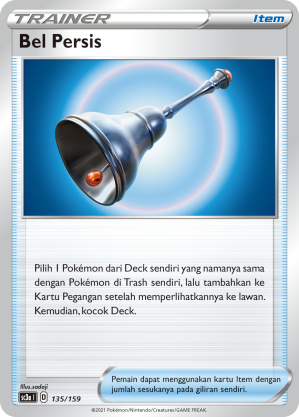 TRAINER Item
Bel Persis
Pilih 1 Pokémon dari Deck sendiri yang namanya sama
dengan Pokémon di Trash sendiri, lalu tambahkan ke
Kartu Pegangan setelah memperlihatkannya ke lawan.
Kemudian, kocok Deck.
Illus.sadaji
sc3a I D 135/159
Pemain dapat menggunakan kartu Item dengan
jumlah sesukanya pada giliran sendiri.
©2021 Pokémon/Nintendo/Creatures/GAME FREAK.